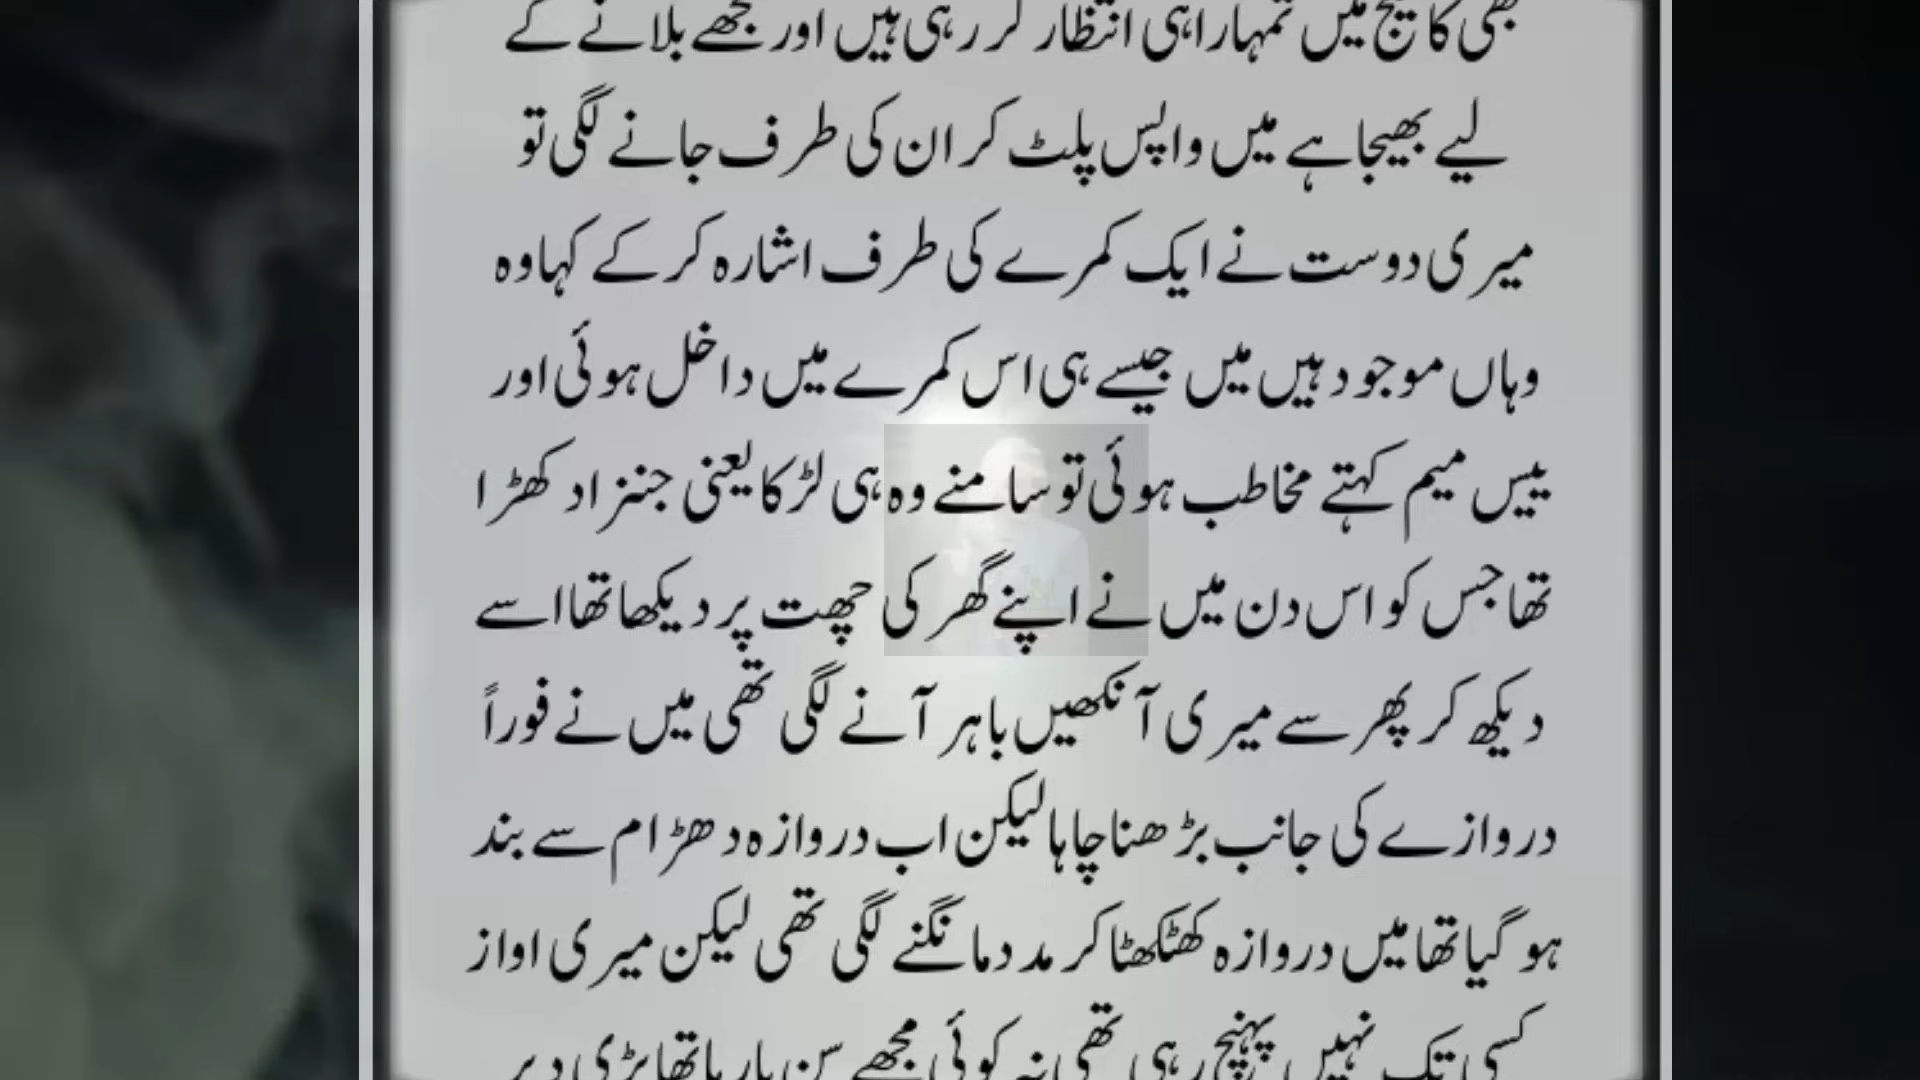 بھی کاٹیج میں تمہارا ہی انتظار کر رہی ہیں اور مجھے بلانے کے
لیے بھیجا ہے میں واپس پلٹ کر ان کی طرف جانے لگی تو
میری دوست نے ایک کمرے کی طرف اشارہ کر کے کہا وہ
وہاں موجود ہیں میں جیسے ہی اس کمرے میں داخل ہوئی اور
ییس میم کہتے مخاطب ہوئی تو سامنے وہ ہی لڑکا یعنی جنزاد کھڑا
تھا جس کو اس دن میں نے اپنے گھر کی چھت پر دیکھا تھا اسے
دیکھ کر پھر سے میری آنکھیں باہر آنے لگی تھی میں نے فوراً
دروازے کی جانب بڑھنا چاہا لیکن اب دروازہ دھڑام سے بند
ہو گیا تھا میں دروازہ کھٹکھٹا کر مدد مانگنے لگی تھی لیکن میری اواز
کسی تک نہیں پہنچ رہی تھی نہ کوئی مجھے سن پا رہا تھا بڑی دیر